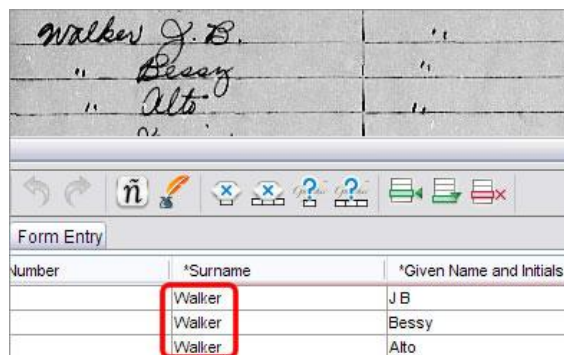 Walker J. B. "
" Bessy "
" Alto "
ñ
Form Entry
Number *Surname *Given Name and Initials
Walker J B
Walker Bessy
Walker Alto